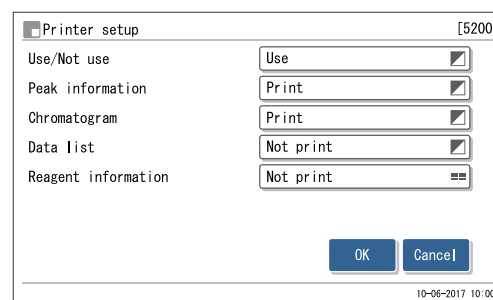 Printer setup [5200
Use/Not use Use
Peak information Print
Chromatogram Print
Data list Not print
Reagent information Not print
OK Cancel
10-06-2017 10:00